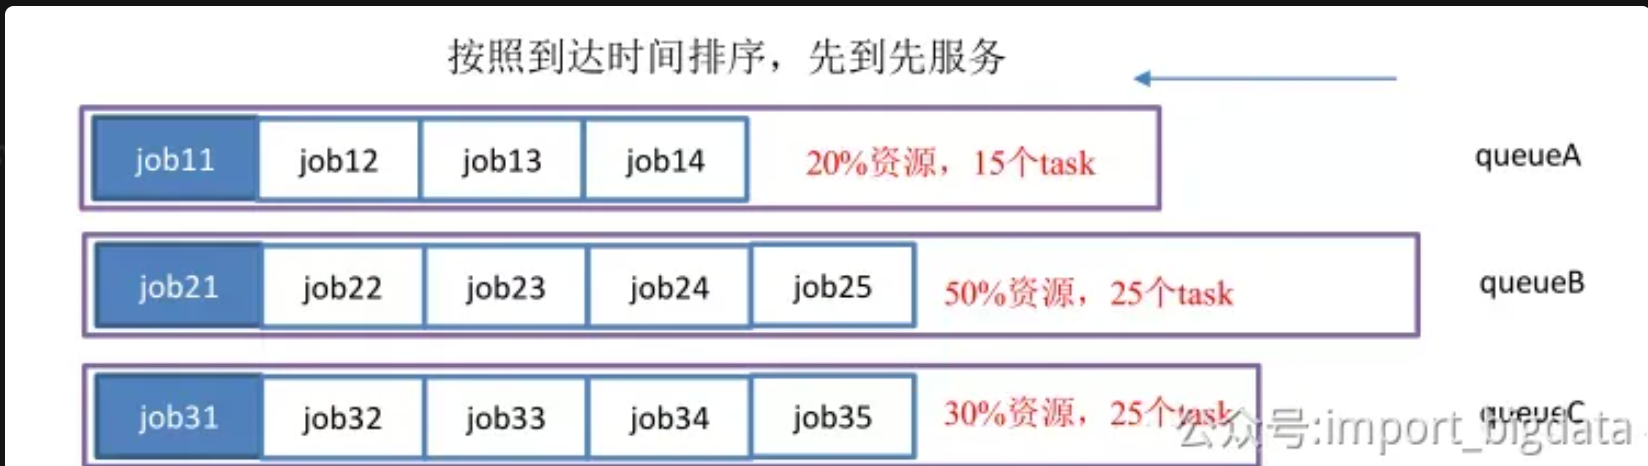 按照到达时间排序，先到先服务
job11 job12 job13 job14 20%资源，15个task queueA
job21 job22 job23 job24 job25 50%资源，25个task queueB
job31 job32 job33 job34 job35 30%资源，25个task queueC
公众号:import_bigdata